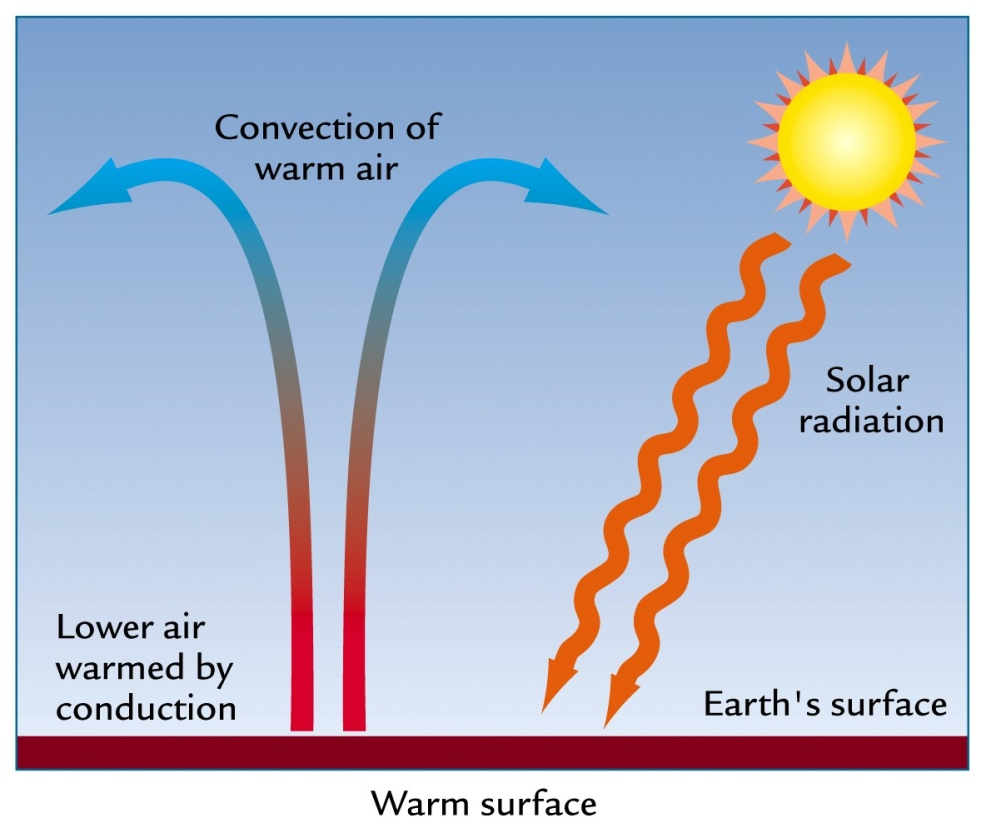 Convection of
warm air
Solar
radiation
Lower air
warmed by
conduction
Earth's surface
Warm surface